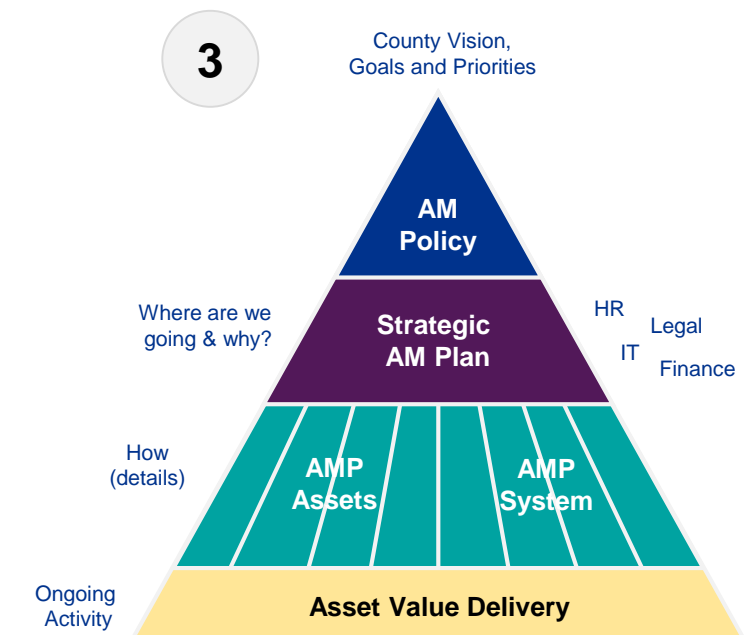 3
County Vision,
Goals and Priorities
AM
Policy
Where are we
going & why?
Strategic
AM Plan
HR
Legal
IT
Finance
How
(details)
AMP
Assets
AMP
System
Ongoing
Activity
Asset Value Delivery